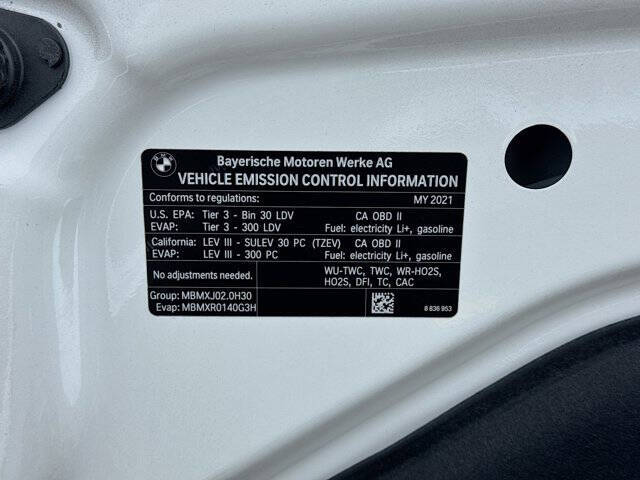 BMW
Bayerische Motoren Werke AG
VEHICLE EMISSION CONTROL INFORMATION
Conforms to regulations: MY 2021
U.S. EPA: Tier 3 - Bin 30 LDV CA OBD II
EVAP: Tier 3 - 300 LDV Fuel: electricity Li+, gasoline
California: LEV III - SULEV 30 PC (TZEV) CA OBD II
EVAP: LEV III - 300 PC Fuel: electricity Li+, gasoline
No adjustments needed.
WU-TWC, TWC, WR-HO2S,
HO2S, DFI, TC, CAC
Group: MBMXJ02.0H30
Evap: MBMXR0140G3H
8 836 953